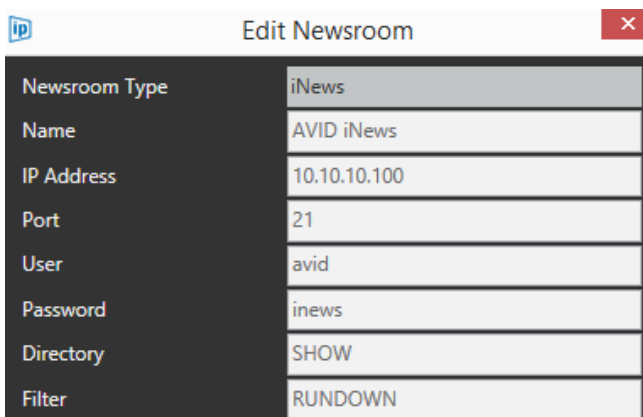 ip
Edit Newsroom
Newsroom Type iNews
Name AVID iNews
IP Address 10.10.10.100
Port 21
User avid
Password inews
Directory SHOW
Filter RUNDOWN